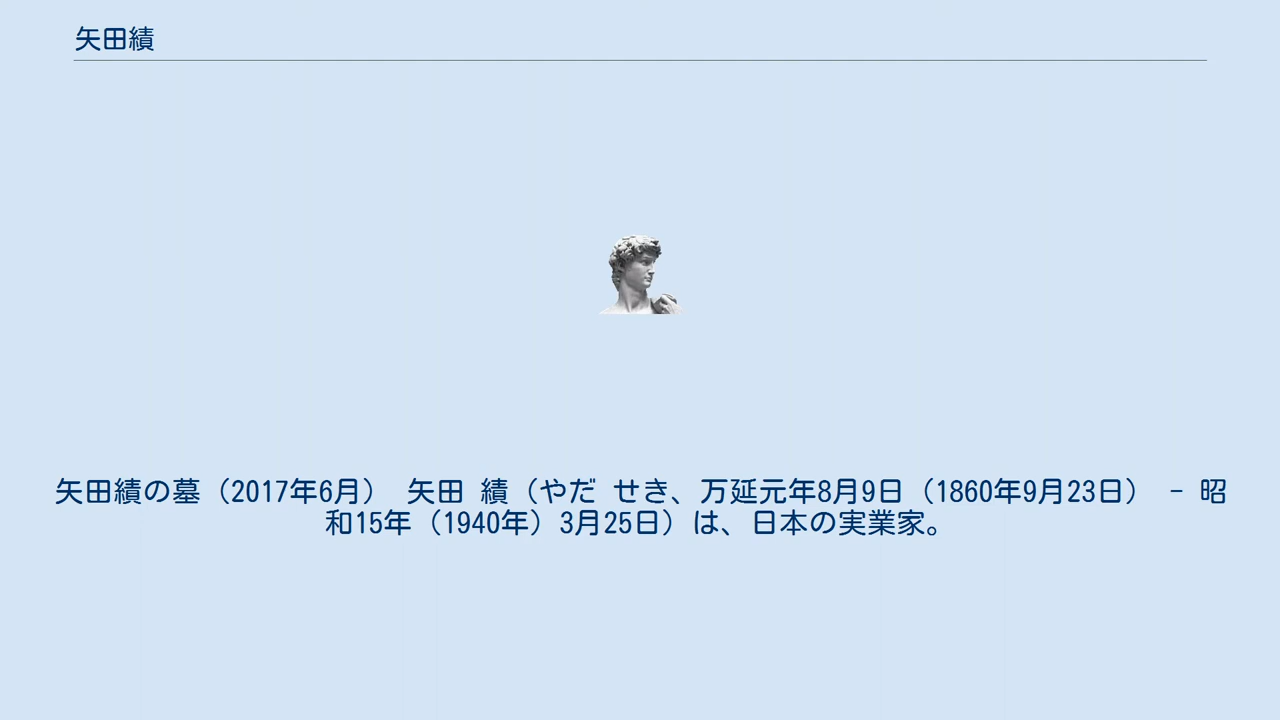 矢田績
矢田績の墓（2017年6月） 矢田 績（やだ せき、万延元年8月9日（1860年9月23日） - 昭
和15年（1940年）3月25日）は、日本の実業家。